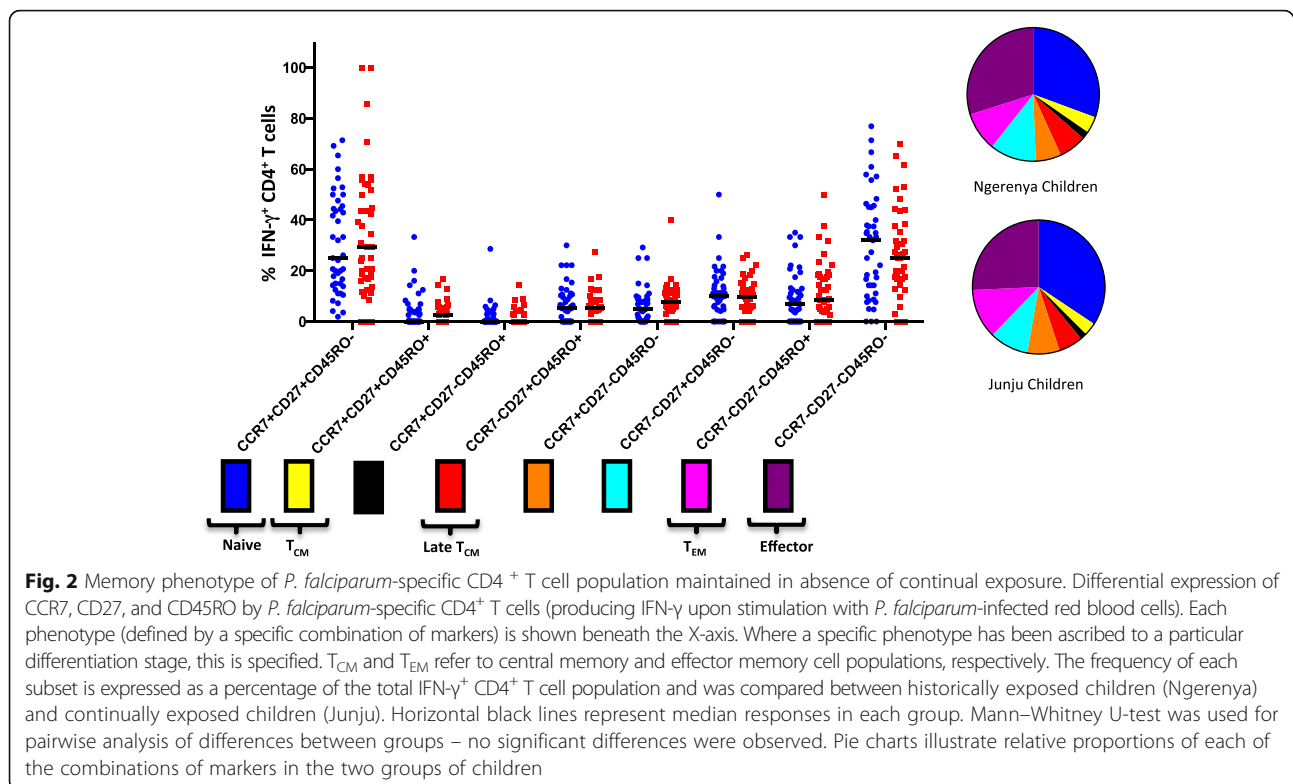 100
80
60
40
20
0
% IFN-γ+ CD4+ T cells
CCR7+CD27+CD45RO-
CCR7+CD27+CD45RO+
CCR7+CD27-CD45RO+
CCR7-CD27+CD45RO+
CCR7+CD27-CD45RO-
CCR7-CD27+CD45RO-
CCR7-CD27-CD45RO+
CCR7-CD27-CD45RO-
Naive
TCM
Late TCM
TEM
Effector
Ngerenya Children
Junju Children
Fig. 2 Memory phenotype of P. falciparum-specific CD4 + T cell population maintained in absence of continual exposure. Differential expression of
CCR7, CD27, and CD45RO by P. falciparum-specific CD4+ T cells (producing IFN-γ upon stimulation with P. falciparum-infected red blood cells). Each
phenotype (defined by a specific combination of markers) is shown beneath the X-axis. Where a specific phenotype has been ascribed to a particular
differentiation stage, this is specified. TCM and TEM refer to central memory and effector memory cell populations, respectively. The frequency of each
subset is expressed as a percentage of the total IFN-γ+ CD4+ T cell population and was compared between historically exposed children (Ngerenya)
and continually exposed children (Junju). Horizontal black lines represent median responses in each group. Mann–Whitney U-test was used for
pairwise analysis of differences between groups – no significant differences were observed. Pie charts illustrate relative proportions of each of
the combinations of markers in the two groups of children